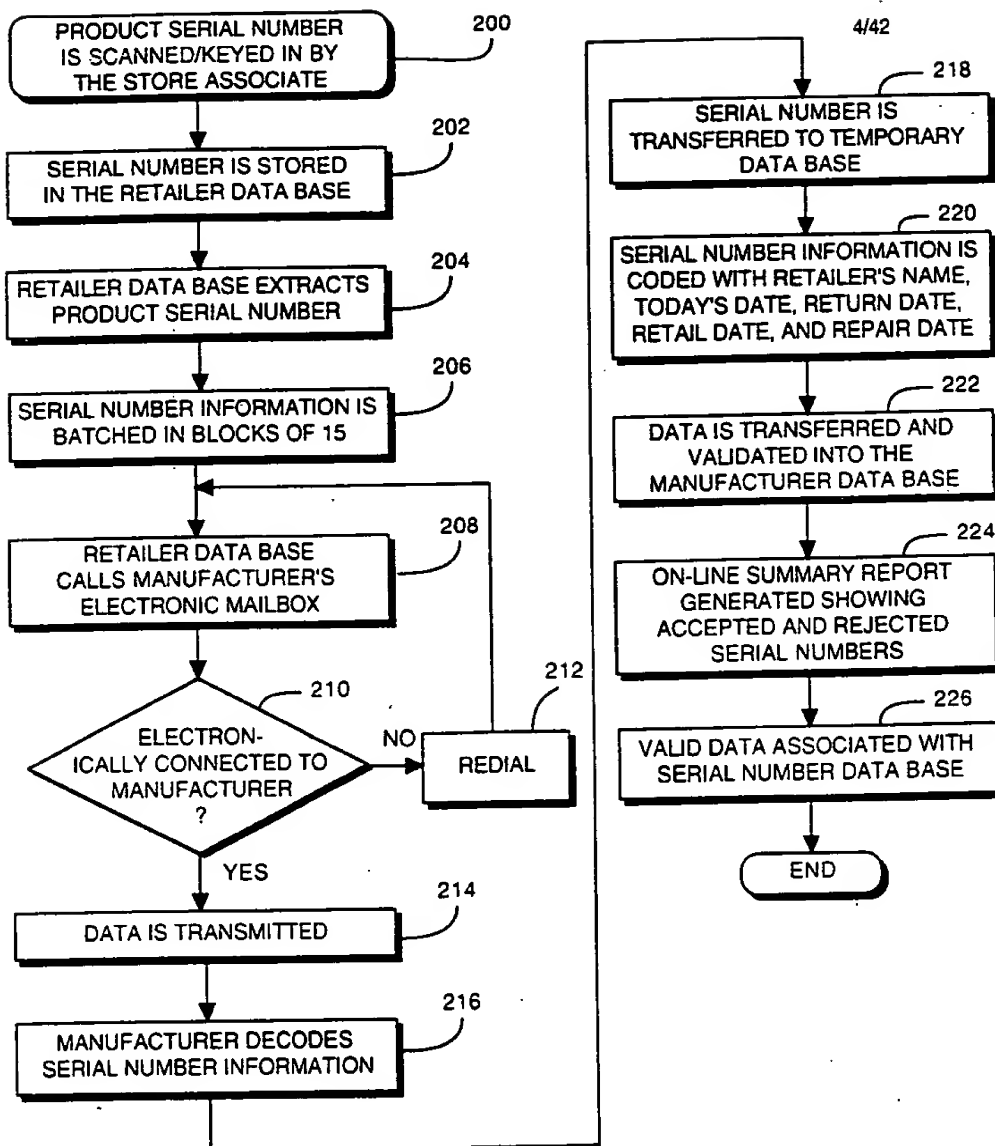 PRODUCT SERIAL NUMBER
IS SCANNED/KEYED IN BY
THE STORE ASSOCIATE
200
202
SERIAL NUMBER IS STORED
IN THE RETAILER DATA BASE
204
RETAILER DATA BASE EXTRACTS
PRODUCT SERIAL NUMBER
206
SERIAL NUMBER INFORMATION IS
BATCHED IN BLOCKS OF 15
208
RETAILER DATA BASE
CALLS MANUFACTURER'S
ELECTRONIC MAILBOX
210
ELECTRON-
ICALLY CONNECTED TO
MANUFACTURER
?
NO
212
REDIAL
YES
214
DATA IS TRANSMITTED
216
MANUFACTURER DECODES
SERIAL NUMBER INFORMATION
4/42
218
SERIAL NUMBER IS
TRANSFERRED TO TEMPORARY
DATA BASE
220
SERIAL NUMBER INFORMATION IS
CODED WITH RETAILER'S NAME,
TODAY'S DATE, RETURN DATE,
RETAIL DATE, AND REPAIR DATE
222
DATA IS TRANSFERRED AND
VALIDATED INTO THE
MANUFACTURER DATA BASE
224
ON-LINE SUMMARY REPORT
GENERATED SHOWING
ACCEPTED AND REJECTED
SERIAL NUMBERS
226
VALID DATA ASSOCIATED WITH
SERIAL NUMBER DATA BASE
END